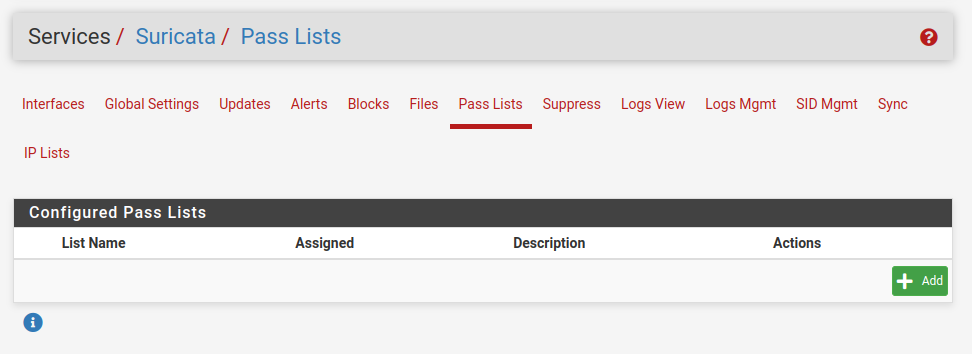 Services / Suricata / Pass Lists
Interfaces Global Settings Updates Alerts Blocks Files Pass Lists Suppress Logs View Logs Mgmt SID Mgmt Sync
IP Lists
Configured Pass Lists
List Name Assigned Description Actions
Add